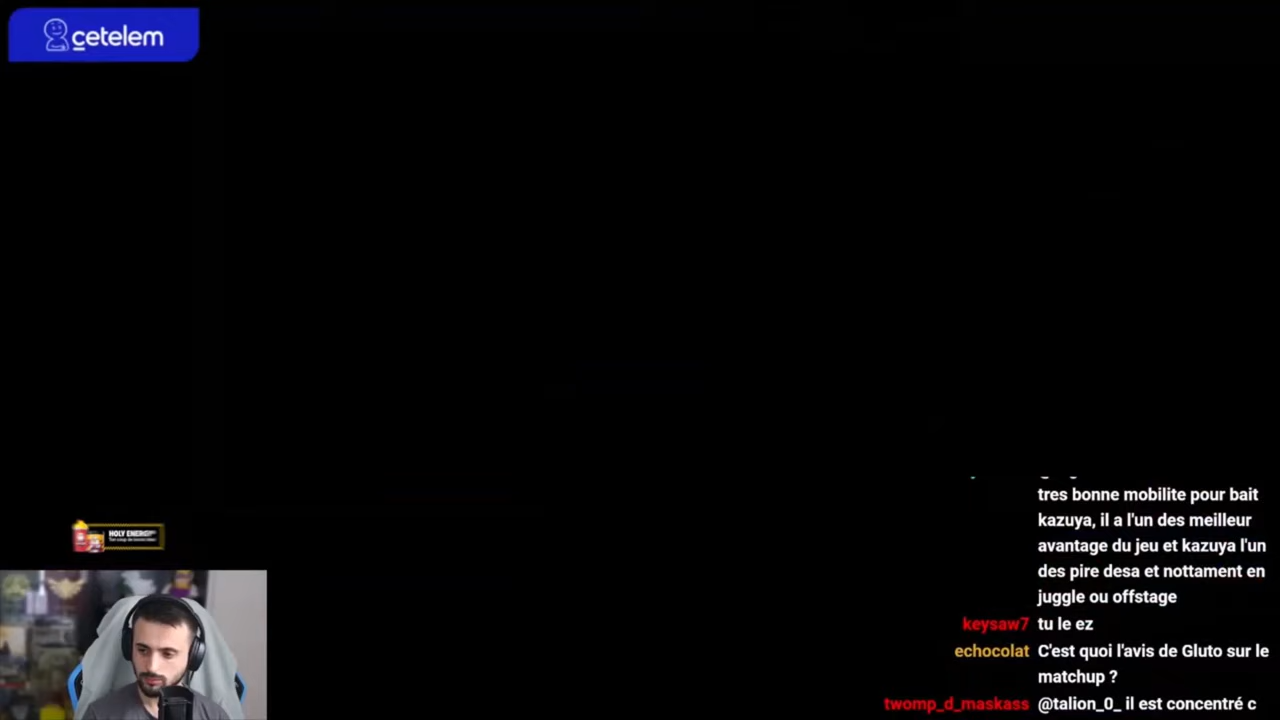 cetelem
tres bonne mobilite pour bait
kazuya, il a l'un des meilleur
avantage du jeu et kazuya l'un
des pire desa et nottament en
juggle ou offstage
keysaw7 tu le ez
echocolat C'est quoi l'avis de Gluto sur le
matchup ?
twomp_d_maskass @talion_0_ il est concentré c
HOLY ENERGY